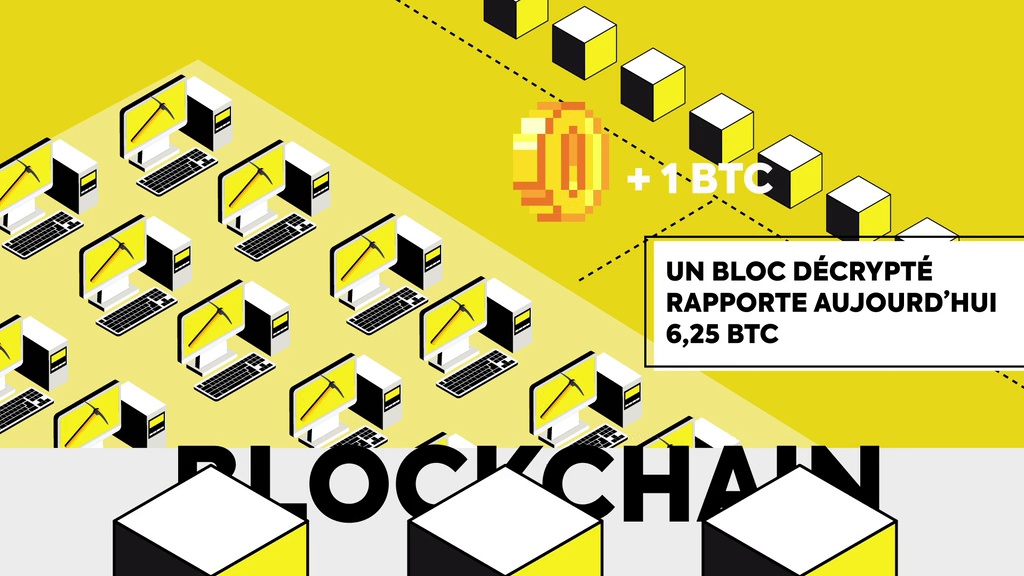 + 1 BTC
UN BLOC DÉCRYPTÉ
RAPPORTE AUJOURD’HUI
6,25 BTC
BLOCKCHAIN